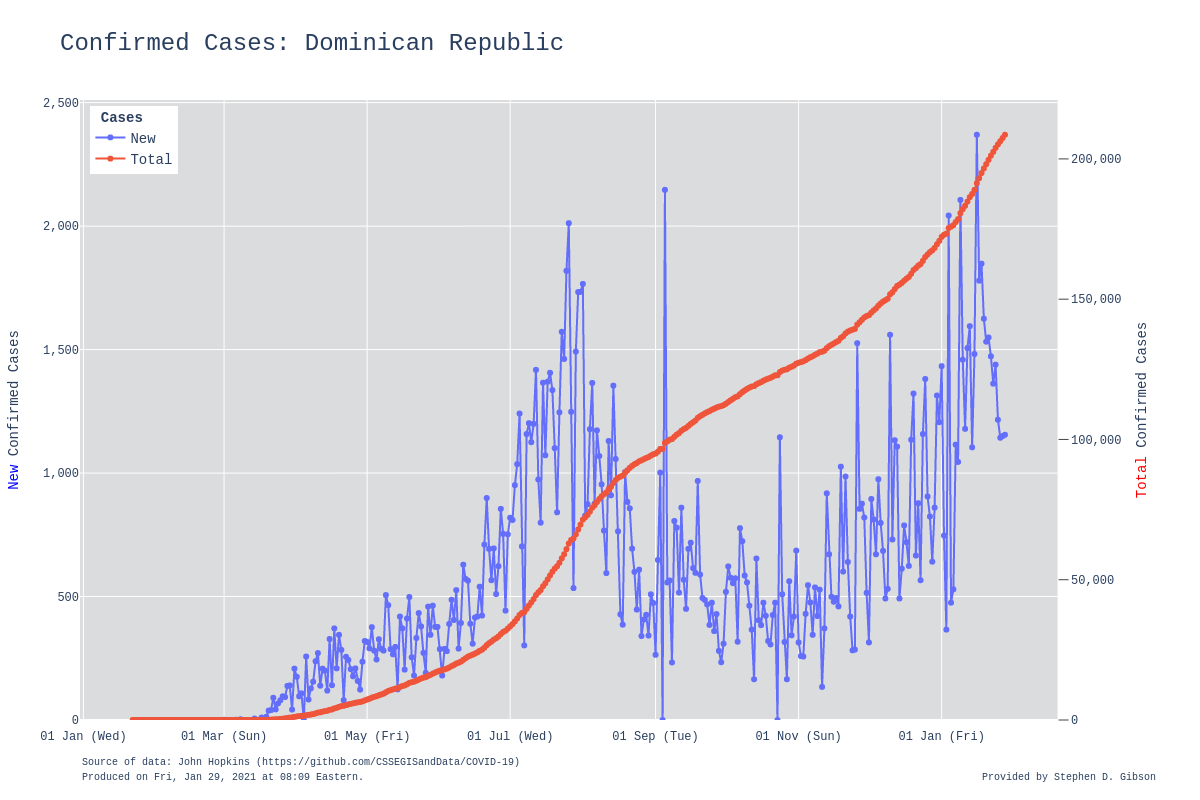 Confirmed Cases: Dominican Republic
Cases
New
Total
2,500
2,000
1,500
1,000
500
0
200,000
150,000
100,000
50,000
0
New Confirmed Cases
Total Confirmed Cases
01 Jan (Wed) 01 Mar (Sun) 01 May (Fri) 01 Jul (Wed) 01 Sep (Tue) 01 Nov (Sun) 01 Jan (Fri)
Source of data: John Hopkins (https://github.com/CSSEGISandData/COVID-19)
Produced on Fri, Jan 29, 2021 at 08:09 Eastern.
Provided by Stephen D. Gibson